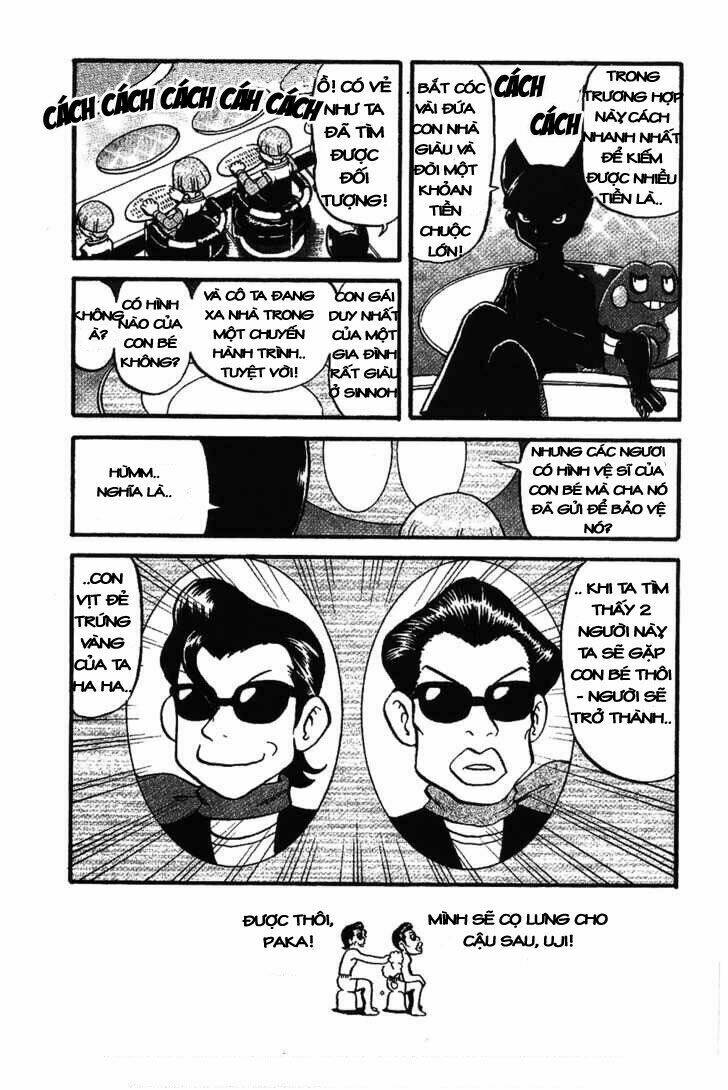 TRONG
TRƯƠNG HỢP
NÀY, CÁCH
NHANH NHẤT
ĐỂ KIẾM
ĐƯỢC NHIỀU
TIỀN LÀ..
CÁCH
CÁCH
BẮT CÓC
VÀI ĐỨA
CON NHÀ
GIÀU VÀ
ĐÒI MỘT
KHỎAN
TIỀN
CHUỘC
LỚN!
Ồ! CÓ VẺ
NHƯ TA
ĐÃ TÌM
ĐƯỢC
ĐỐI
TƯỢNG!
CÁCH CÁCH CÁCH CÁH CÁCH
CON GÁI
DUY NHẤT
CỦA MỘT
GIA ĐÌNH
RẤT GIÀU
Ở SINNOH
VÀ CÔ TA ĐANG
XA NHÀ TRONG
MỘT CHUYẾN
HÀNH TRÌNH..
TUYỆT VỜI!
CÓ HÌNH
NÀO CỦA
CON BÉ
KHÔNG?
KHÔNG
À?
NHƯNG CÁC NGƯƠI
CÓ HÌNH VỆ SĨ CỦA
CON BÉ MÀ CHA NÓ
ĐÃ GỬI ĐỂ BẢO VỆ
NÓ?
HỪMM..
NGHĨA LÀ..
.. KHI TA TÌM
THẤY 2
NGƯỜI NÀY,
TA SẼ GẶP
CON BÉ THÔI
- NGƯỜI SẼ
TRỞ THÀNH..
..CON
VỊT ĐẺ
TRỨNG
VÀNG
CỦA TA
HA HA..
MÌNH SẼ CỌ LƯNG CHO
CẬU SAU, UJI!
ĐƯỢC THÔI,
PAKA!